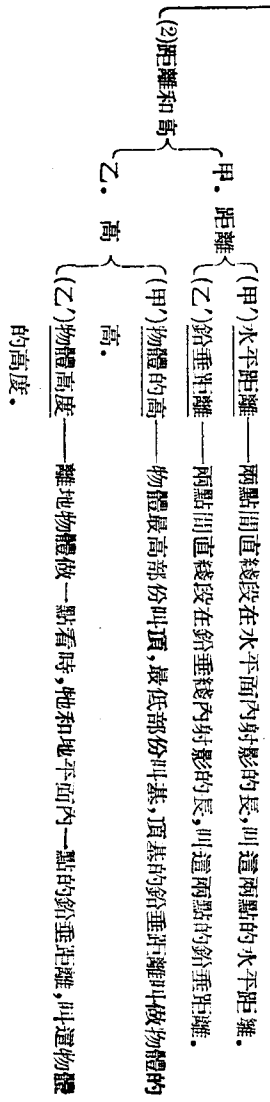 (2)距離和高
甲．距離
(甲′)水平距離——兩點間直綫段在水平面內射影的長，叫這兩點的水平距離．
(乙′)鉛垂距離——兩點間直綫段在鉛垂綫內射影的長，叫這兩點的鉛垂距離．
乙．高
(甲′)物體的高——物體最高部份叫頂，最低部份叫基，頂基的鉛垂距離叫做物體的
高．
(乙′)物體高度——離地物體做一點看時，牠和地平面內一點的鉛垂距離，叫這物體
的高度．